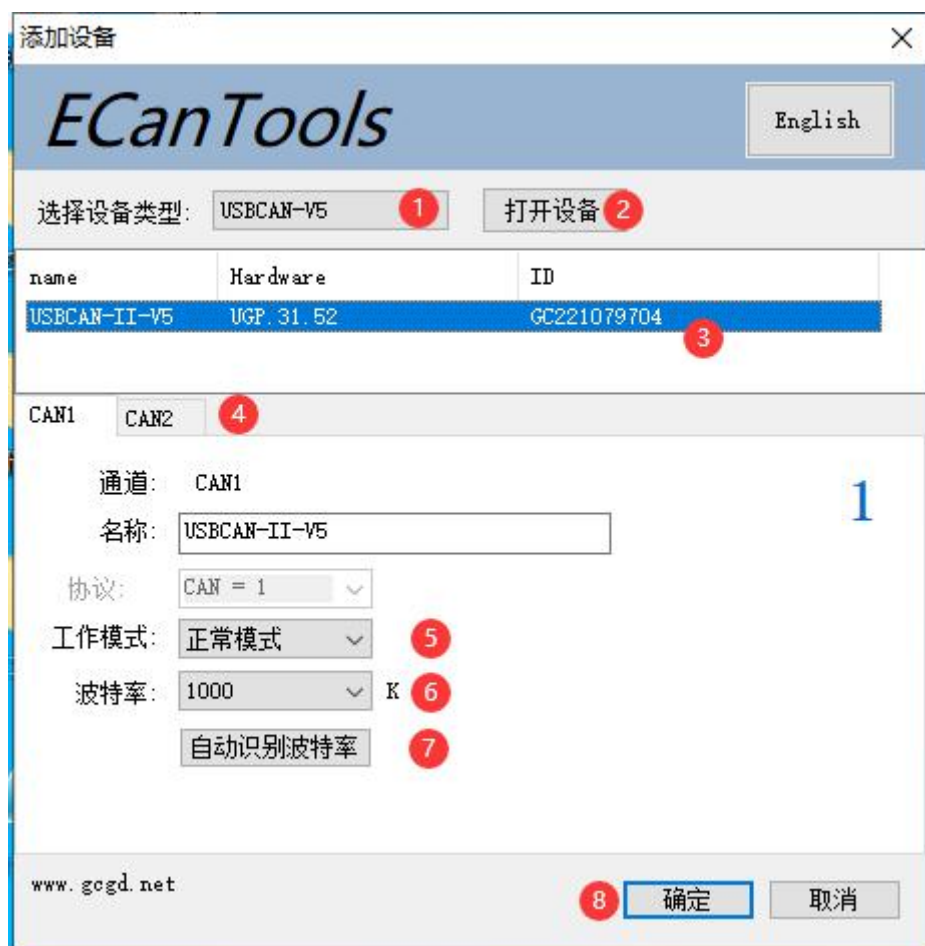 添加设备
ECanTools
English
选择设备类型: USBCAN-V5 1 打开设备 2
name Hardware ID
USBCAN-II-V5 UGP.31.52 GC221079704 3
CAN1 CAN2 4
通道: CAN1 1
名称: USBCAN-II-V5
协议: CAN = 1
工作模式: 正常模式 5
波特率: 1000 K 6
自动识别波特率 7
www.gcgd.net 8 确定 取消